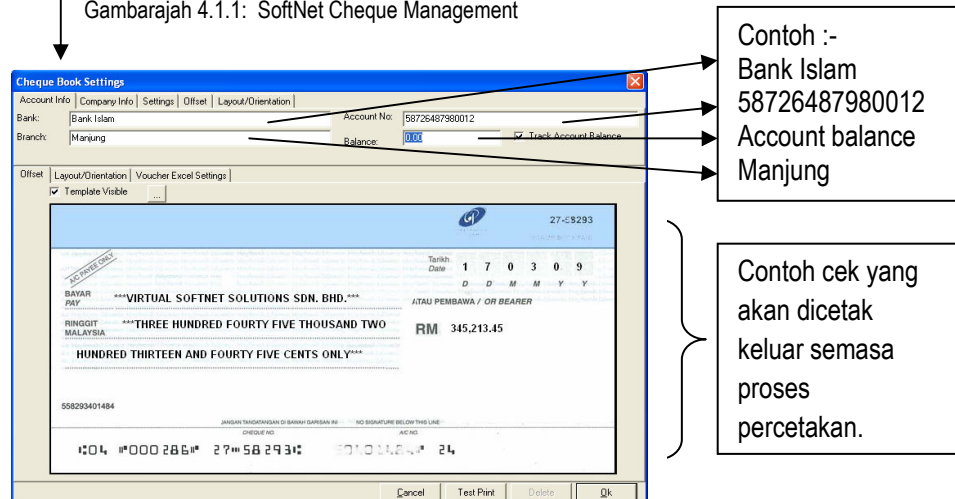 Gambarajah 4.1.1: SoftNet Cheque Management
Contoh :-
Bank Islam
58726487980012
Account balance
Manjung
Cheque Book Settings
Account Info Company Info Settings Offset Layout/Orientation
Bank: Bank Islam Account No: 58726487980012
Branch: Manjung Balance: 0.00 Track Account Balance
Offset Layout/Orientation Voucher Excel Settings
Template Visible ...
27-58293
A/C PAYEE ONLY
Tarikh
Date 1 7 0 3 0 9
D D M M Y Y
BAYAR
PAY ***VIRTUAL SOFTNET SOLUTIONS SDN. BHD.***
ATAU PEMBAWA / OR BEARER
RINGGIT
MALAYSIA ***THREE HUNDRED FOURTY FIVE THOUSAND TWO
RM 345,213.45
HUNDRED THIRTEEN AND FOURTY FIVE CENTS ONLY***
558293401484
JANGAN TANDATANGAN DI BAWAH GARISAN INI NO SIGNATURE BELOW THIS LINE
CHEQUE NO. A/C NO.
⑆04 ⑈000286⑈ 27⑉58293⑆ 24
Cancel Test Print Delete Ok
Contoh cek yang
akan dicetak
keluar semasa
proses
percetakan.